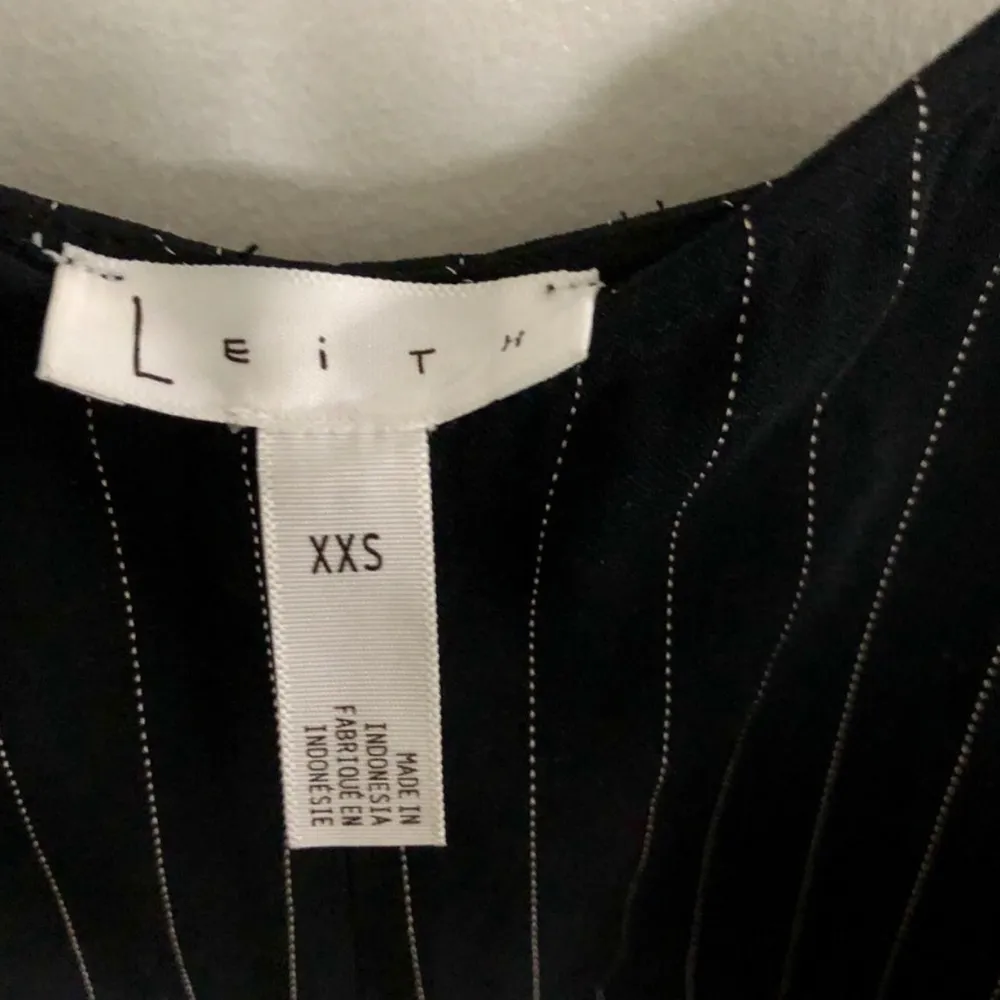 LEiTH
XXS
MADE IN
INDONESIA
FABRIQUÉ EN
INDONÉSIE